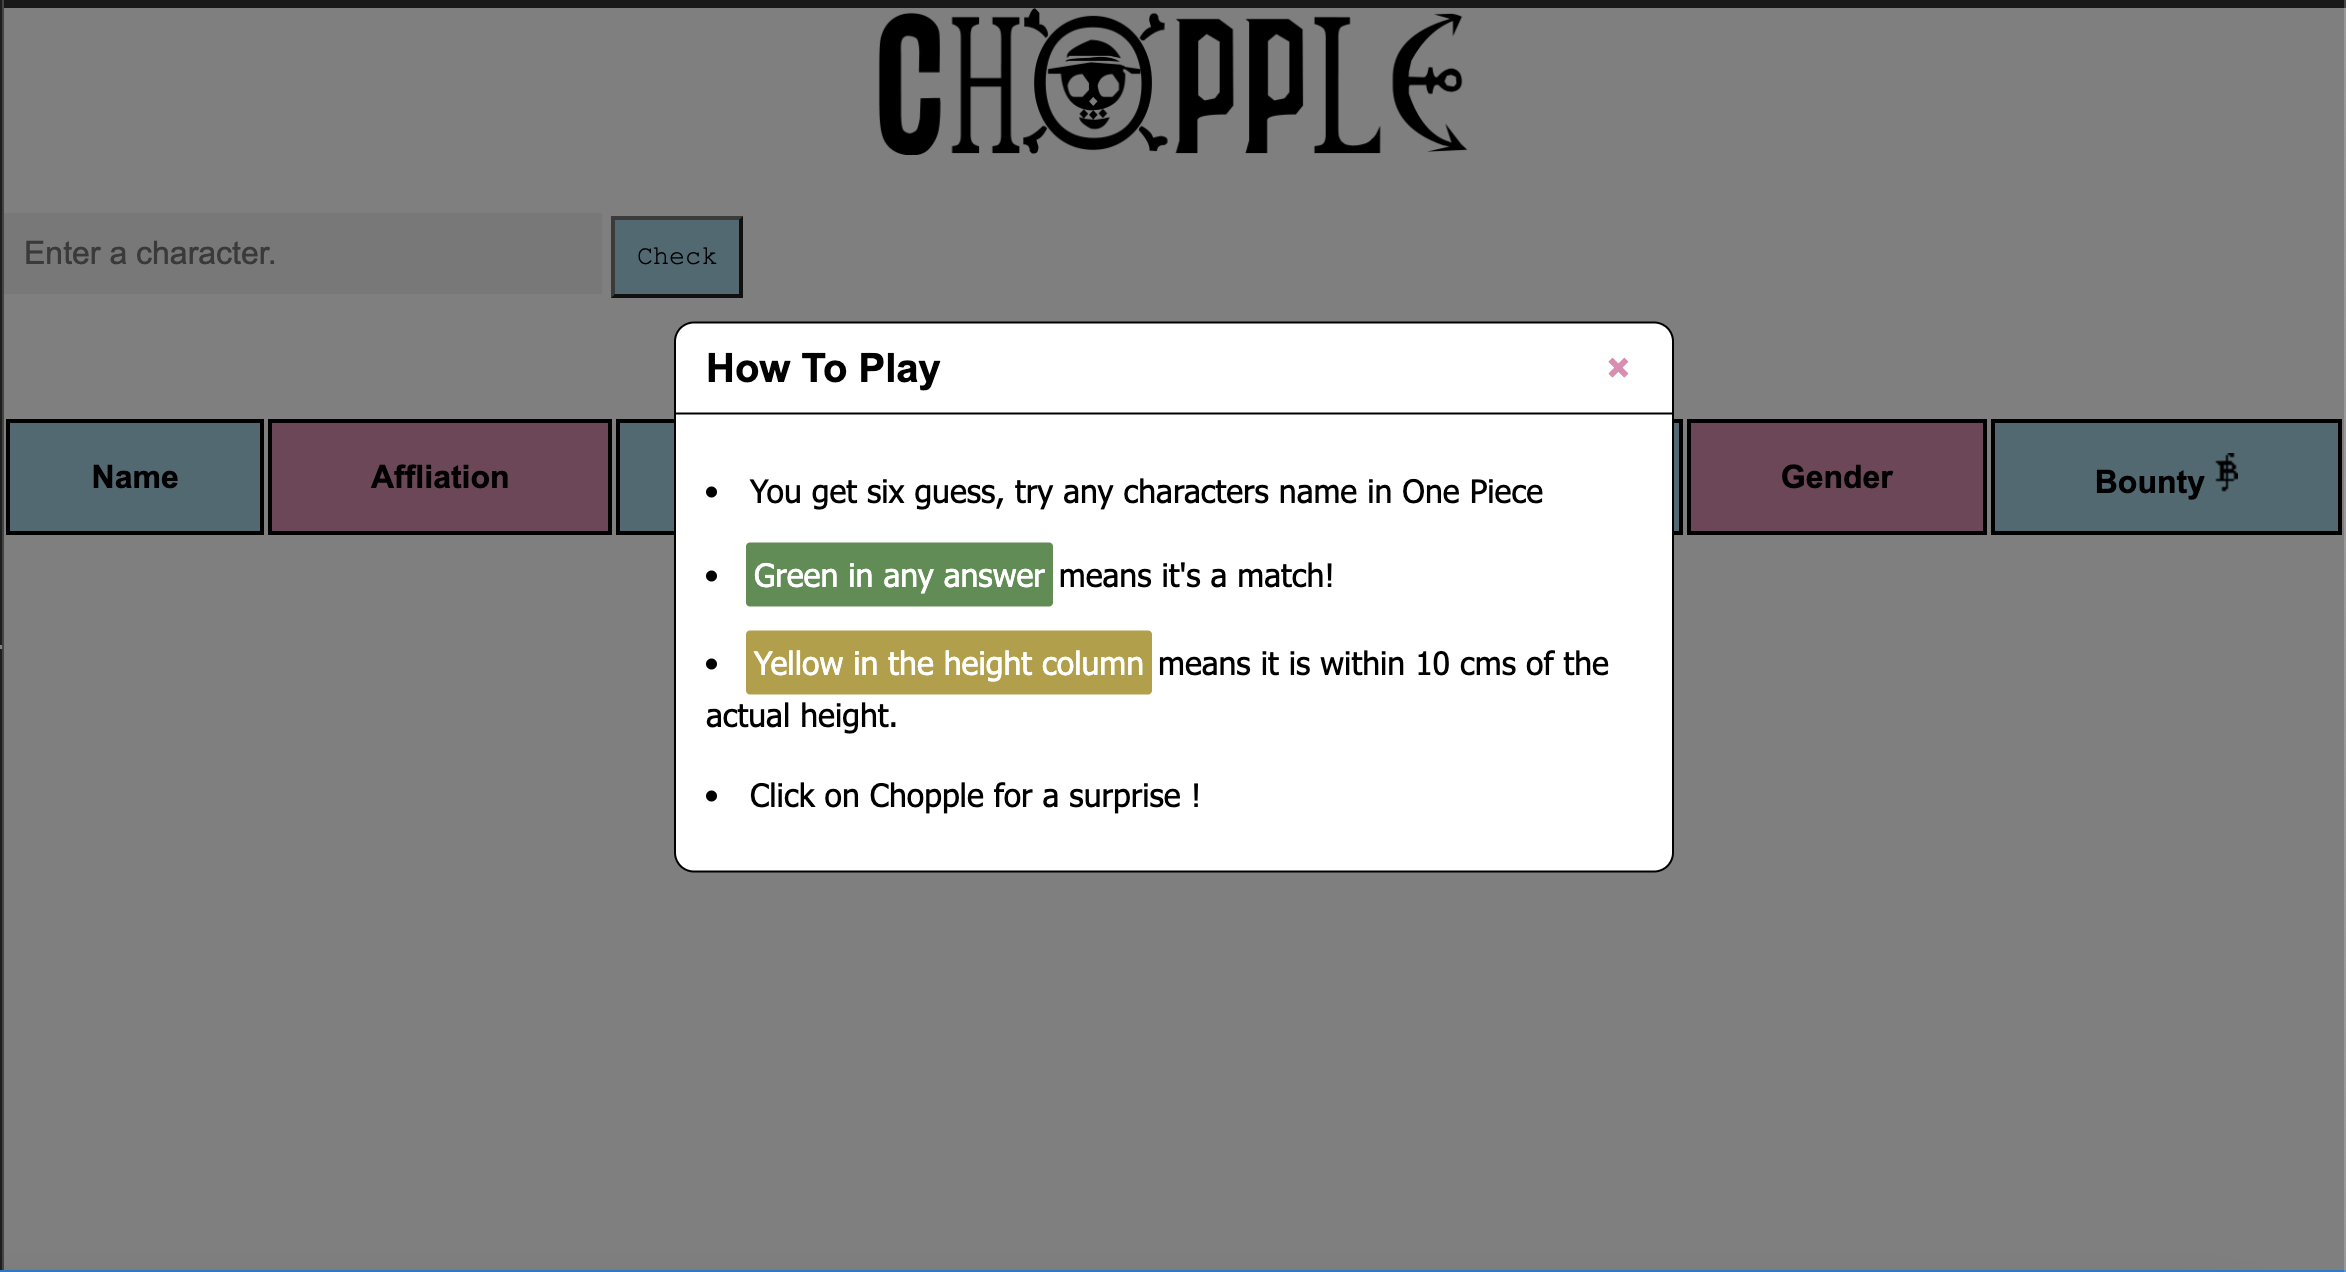 CHOPPLE
Enter a character.
Check
How To Play
Name
Affliation
Gender
Bounty
• You get six guess, try any characters name in One Piece
• Green in any answer means it's a match!
• Yellow in the height column means it is within 10 cms of the
actual height.
• Click on Chopple for a surprise !